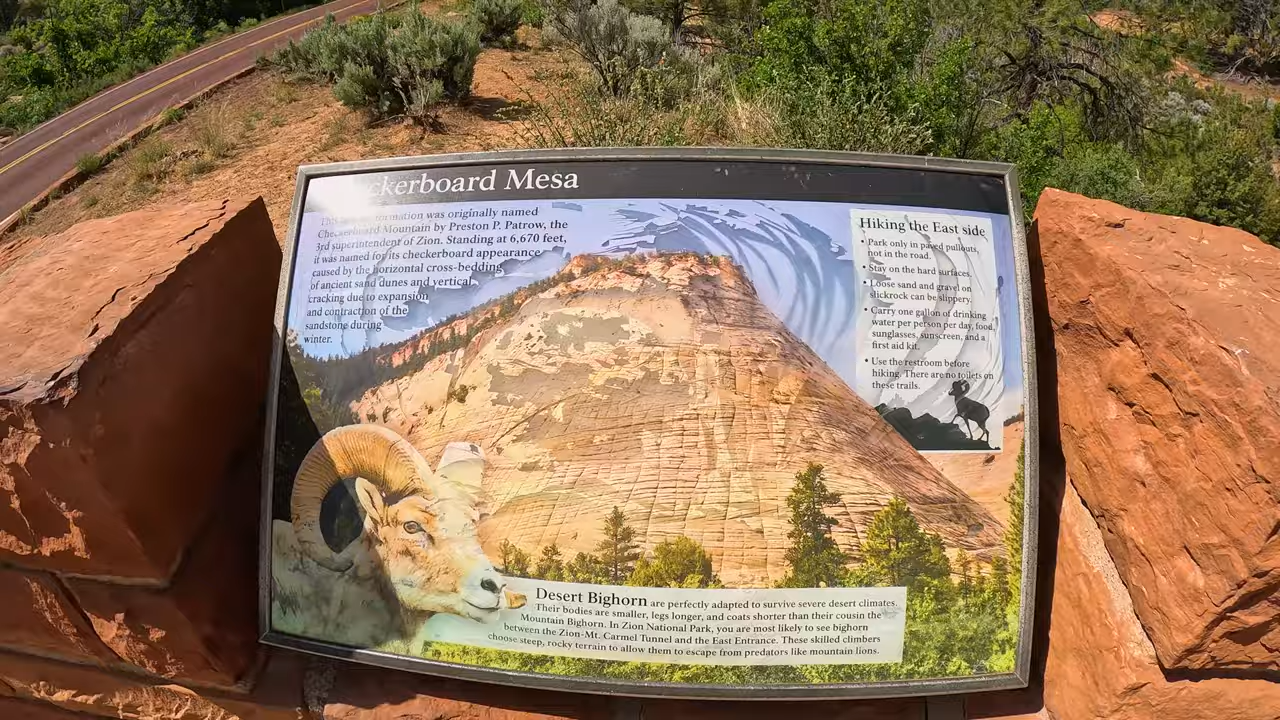 ckerboard Mesa
This formation was originally named
Checkerboard Mountain by Preston P. Patrow, the
3rd superintendent of Zion. Standing at 6,670 feet,
it was named for its checkerboard appearance
caused by the horizontal cross-bedding
of ancient sand dunes and vertical
cracking due to expansion
and contraction of the
sandstone during
winter.
Hiking the East side
• Park only in paved pullouts,
not in the road.
• Stay on the hard surfaces.
• Loose sand and gravel on
slickrock can be slippery.
• Carry one gallon of drinking
water per person per day, food,
sunglasses, sunscreen, and a
first aid kit.
• Use the restroom before
hiking. There are no toilets on
these trails.
Desert Bighorn are perfectly adapted to survive severe desert climates.
Their bodies are smaller, legs longer, and coats shorter than their cousin the
Mountain Bighorn. In Zion National Park, you are most likely to see bighorn
between the Zion-Mt. Carmel Tunnel and the East Entrance. These skilled climbers
choose steep, rocky terrain to allow them to escape from predators like mountain lions.